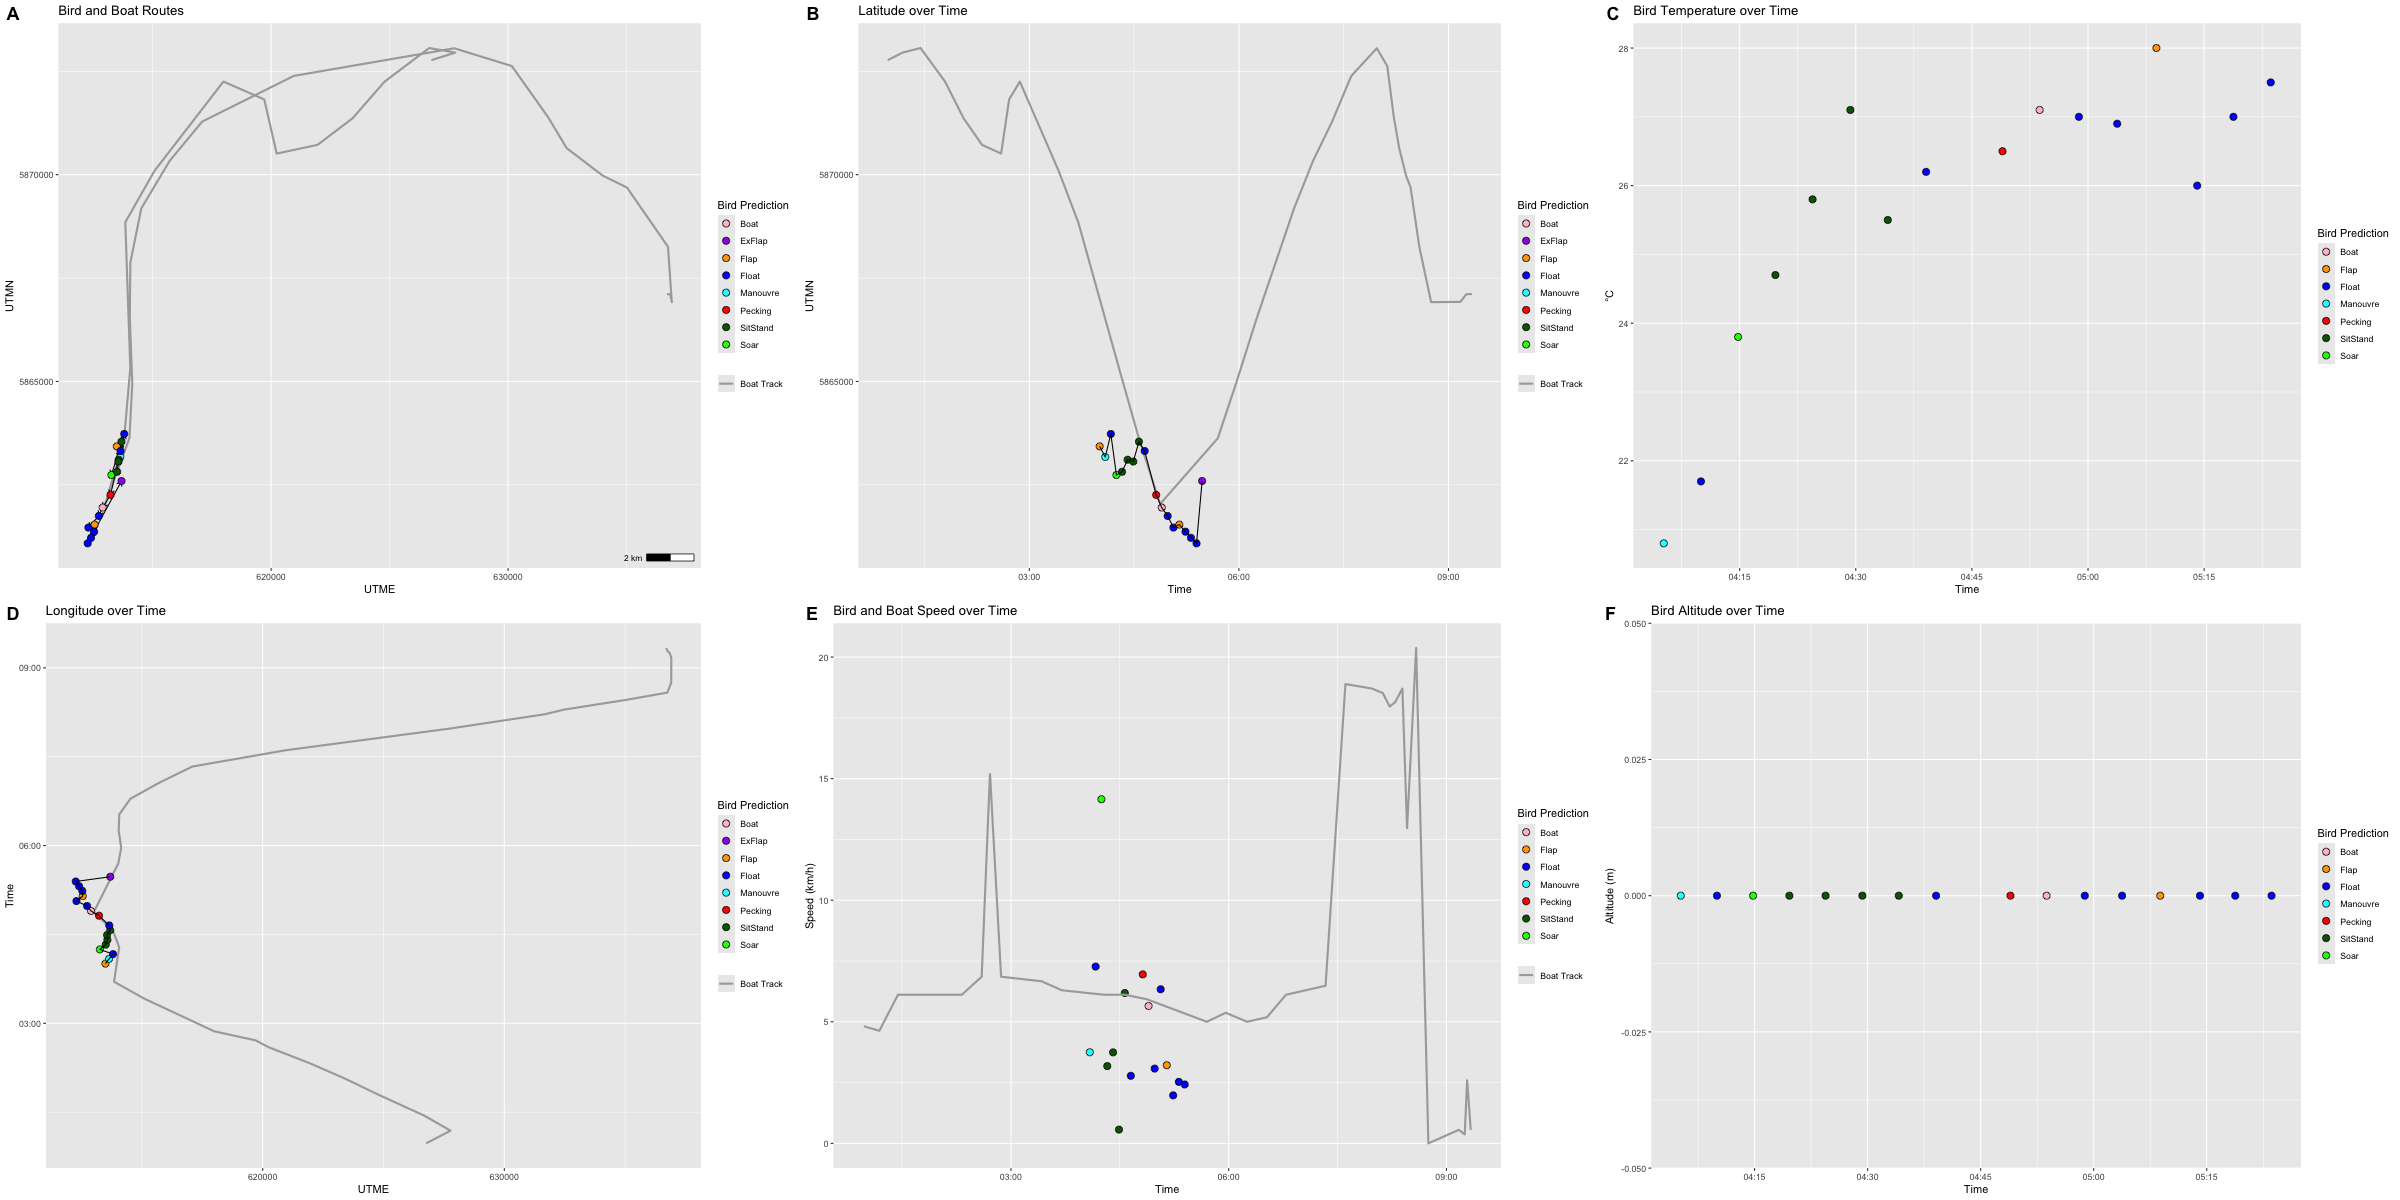 A Bird and Boat Routes
5870000
5865000
UTMN
620000
630000
UTME
2 km
Bird Prediction
Boat
ExFlap
Flap
Float
Manouvre
Pecking
SitStand
Soar
Boat Track
B Latitude over Time
5870000
5865000
UTMN
03:00
06:00
09:00
Time
Bird Prediction
Boat
ExFlap
Flap
Float
Manouvre
Pecking
SitStand
Soar
Boat Track
C Bird Temperature over Time
28
26
24
22
°C
04:15
04:30
04:45
05:00
05:15
Time
Bird Prediction
Boat
Flap
Float
Manouvre
Pecking
SitStand
Soar
D Longitude over Time
09:00
06:00
03:00
Time
620000
630000
UTME
Bird Prediction
Boat
ExFlap
Flap
Float
Manouvre
Pecking
SitStand
Soar
Boat Track
E Bird and Boat Speed over Time
20
15
10
5
0
Speed (km/h)
03:00
06:00
09:00
Time
Bird Prediction
Boat
Flap
Float
Manouvre
Pecking
SitStand
Soar
Boat Track
F Bird Altitude over Time
0.050
0.025
0.000
-0.025
-0.050
Altitude (m)
04:15
04:30
04:45
05:00
05:15
Time
Bird Prediction
Boat
Flap
Float
Manouvre
Pecking
SitStand
Soar